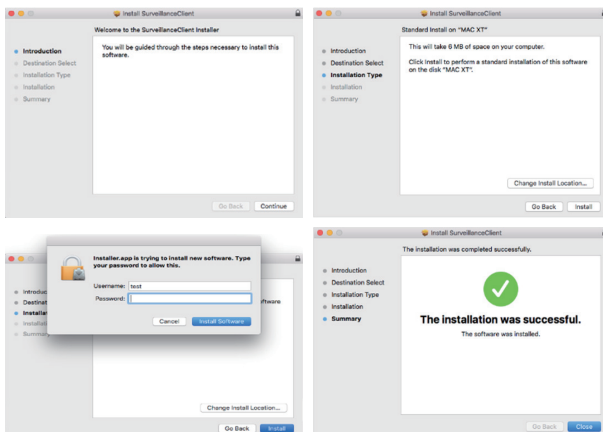 Install SurveillanceClient
Welcome to the SurveillanceClient Installer
Introduction
Destination Select
Installation Type
Installation
Summary
You will be guided through the steps necessary to install this
software.
Go Back
Continue
Install SurveillanceClient
Standard Install on "MAC XT"
Introduction
Destination Select
Installation Type
Installation
Summary
This will take 6 MB of space on your computer.
Click Install to perform a standard installation of this software
on the disk "MAC XT".
Change Install Location...
Go Back
Install
Installer.app is trying to install new software. Type
your password to allow this.
Username: test
Password:
Cancel
Install Software
Introduc
Destinat
Installat
Installati
Summary
ftware
Change Install Location...
Go Back
Install
Install SurveillanceClient
The installation was completed successfully.
Introduction
Destination Select
Installation Type
Installation
Summary
The installation was successful.
The software was installed.
Go Back
Close